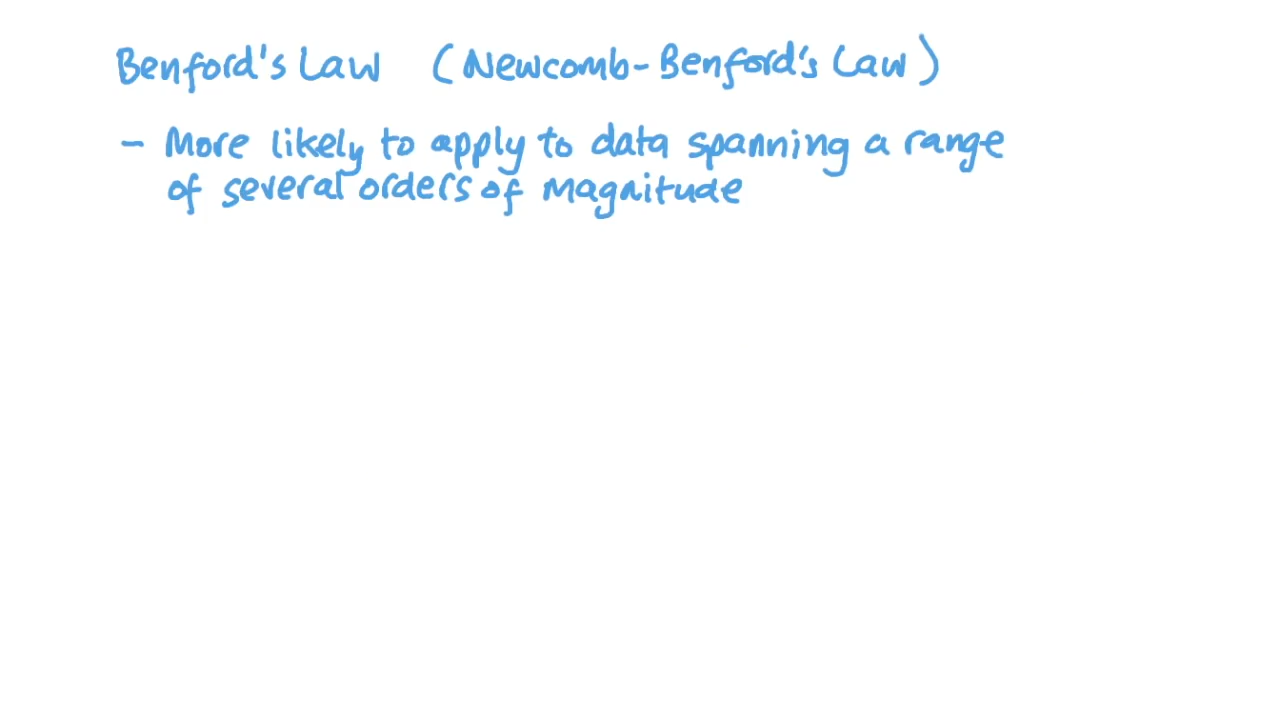 Benford's Law (Newcomb-Benford's Law)
- More likely to apply to data spanning a range
of several orders of magnitude